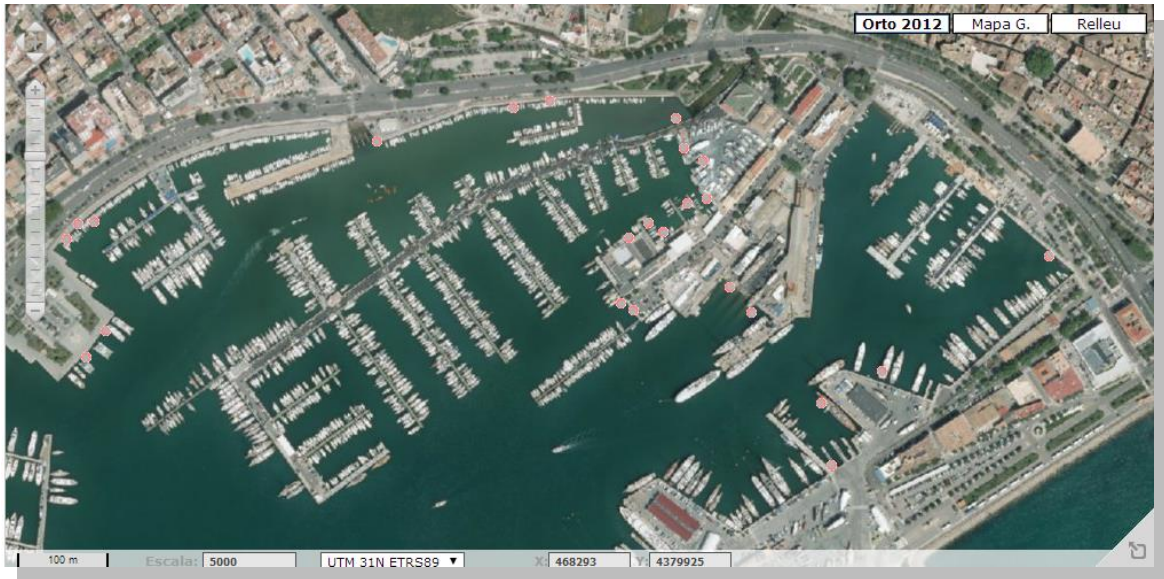 Orto 2012 Mapa G. Relleu
100 m Escala: 5000 UTM 31N ETRS89 X: 468293 Y: 4379925